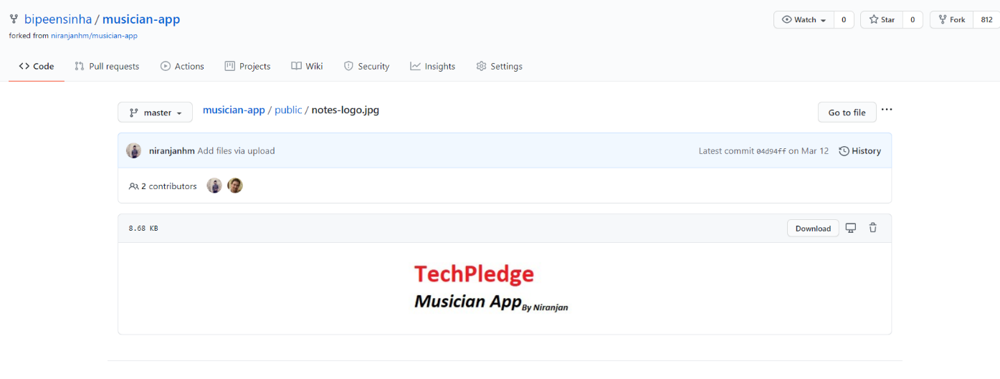 bipeensinha / musician-app
Watch 0 Star 0 Fork 812
forked from niranjanhm/musician-app
Code Pull requests Actions Projects Wiki Security Insights Settings
master musician-app / public / notes-logo.jpg Go to file ...
niranjanhm Add files via upload Latest commit 04d94ff on Mar 12 History
2 contributors
8.68 KB Download
TechPledge
Musician App By Niranjan